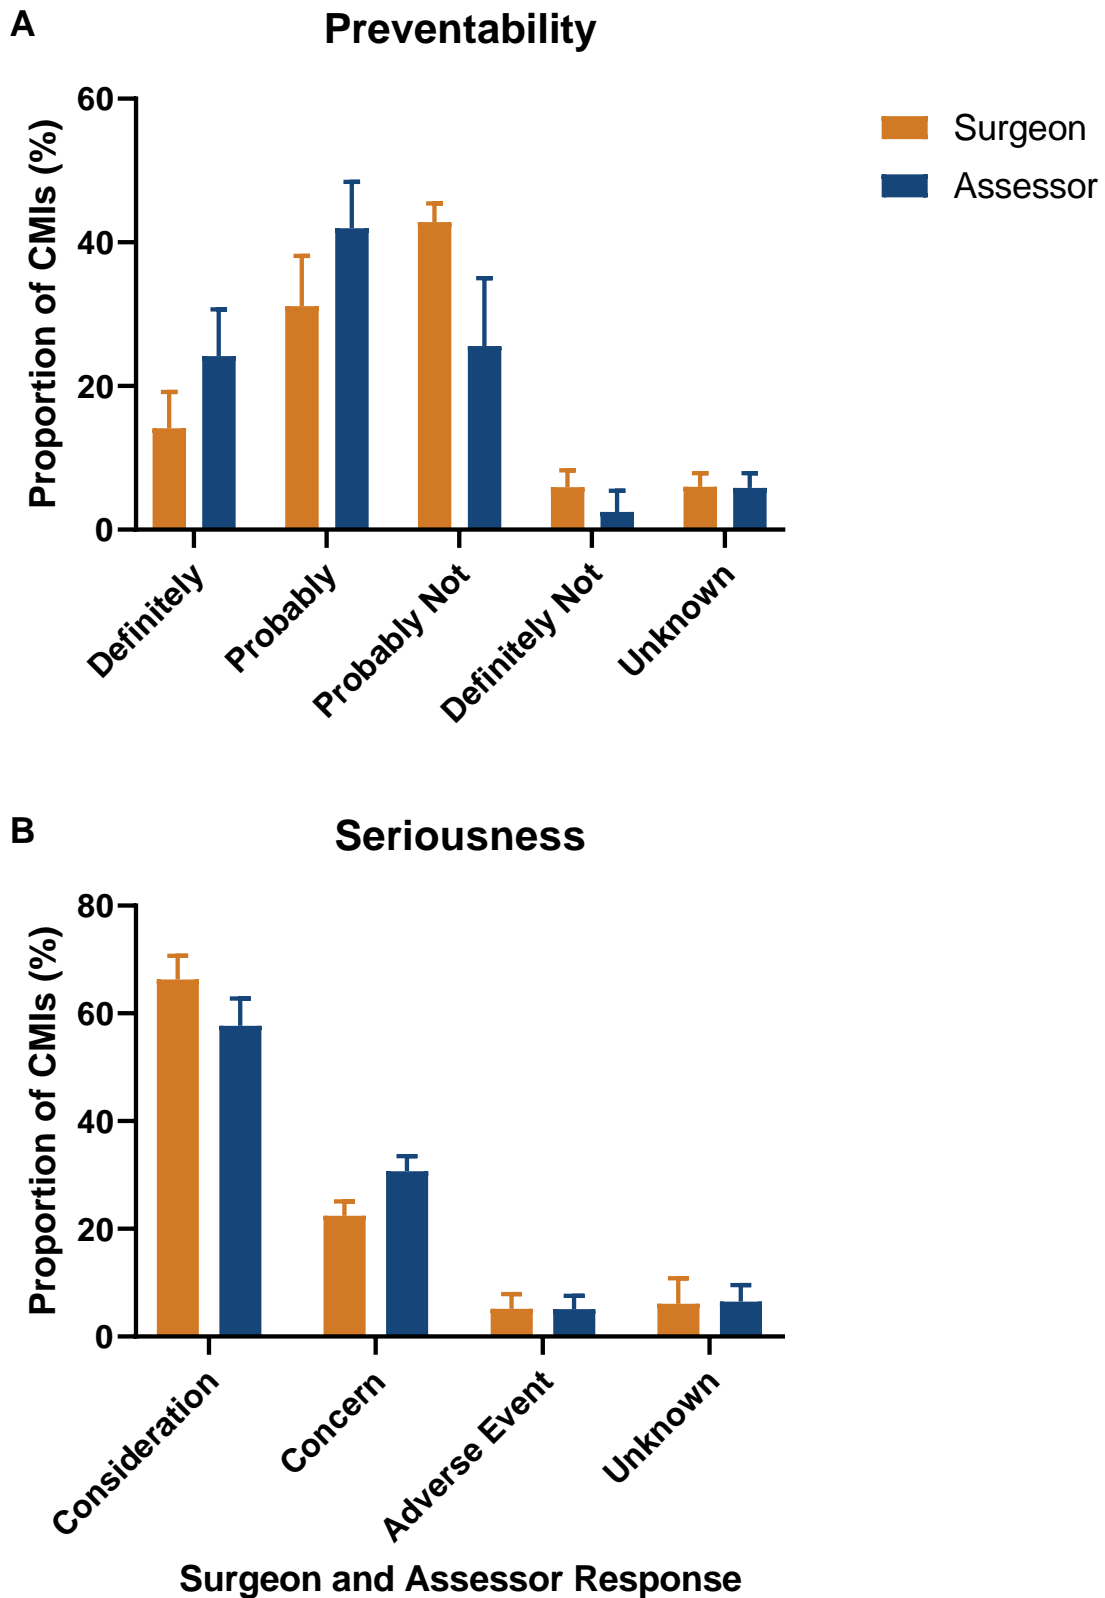 A
Preventability
Surgeon
Assessor
Proportion of CMIs (%)
60
40
20
0
Definitely
Probably
Probably Not
Definitely Not
Unknown
B
Seriousness
Proportion of CMIs (%)
80
60
40
20
0
Consideration
Concern
Adverse Event
Unknown
Surgeon and Assessor Response